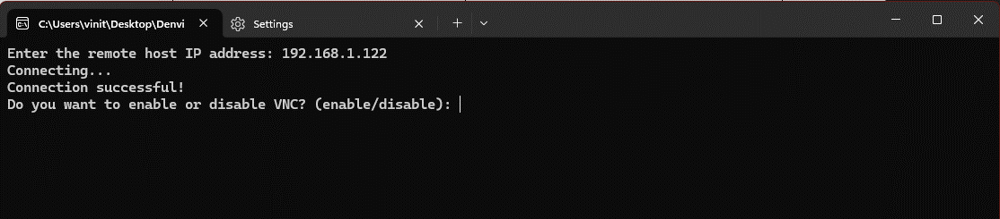 C:\Users\vinit\Desktop\Denvi
Settings
Enter the remote host IP address: 192.168.1.122
Connecting...
Connection successful!
Do you want to enable or disable VNC? (enable/disable):